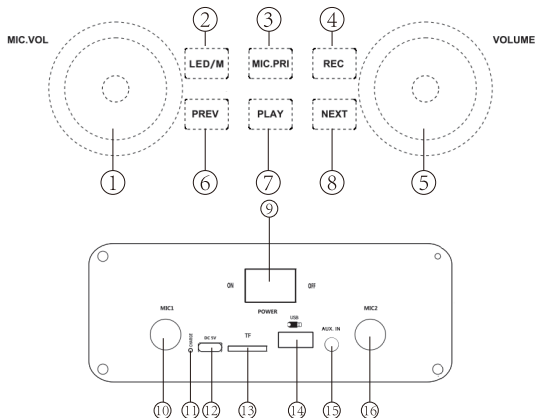 ② ③ ④
MIC.VOL VOLUME
LED/M MIC.PRI REC
PREV PLAY NEXT
① ⑥ ⑦ ⑧ ⑤
⑨
ON OFF
POWER
MIC1 USB MIC2
CHARGE DC 5V TF AUX. IN
⑩ ⑪ ⑫ ⑬ ⑭ ⑮ ⑯